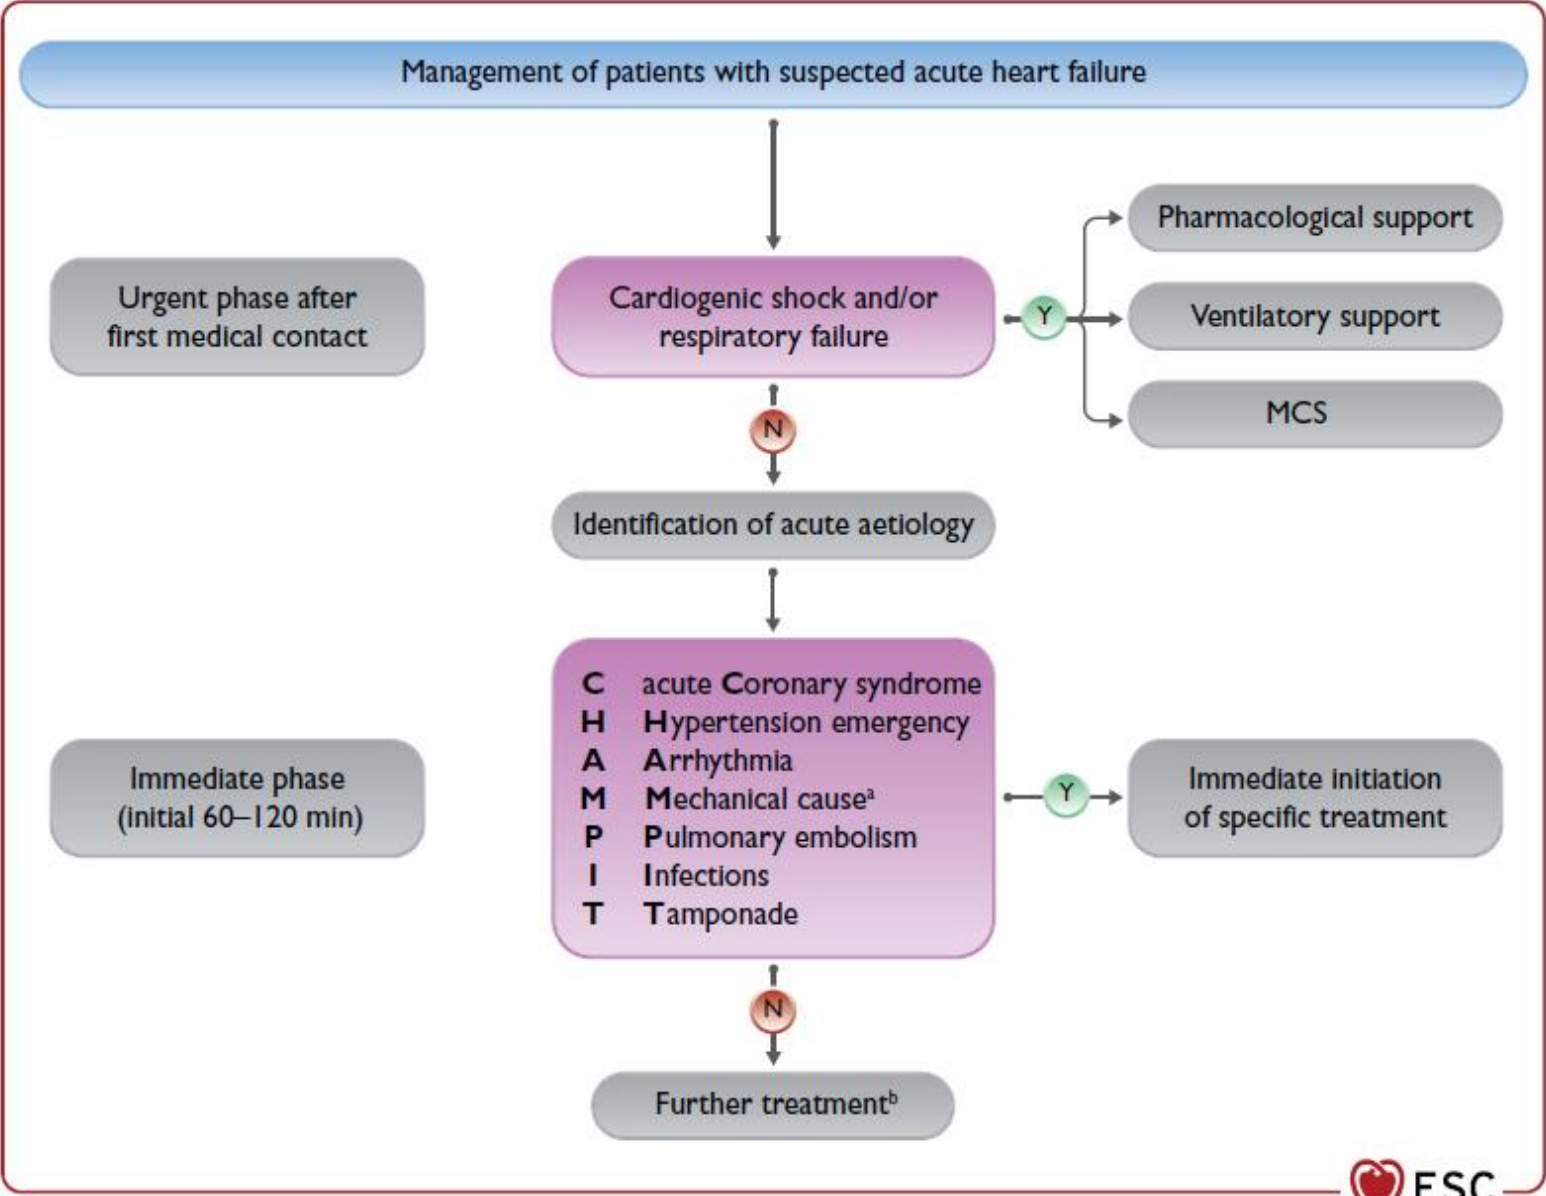 Management of patients with suspected acute heart failure
Pharmacological support
Urgent phase after
first medical contact
Cardiogenic shock and/or
respiratory failure
Y
Ventilatory support
MCS
N
Identification of acute aetiology
C acute Coronary syndrome
H Hypertension emergency
A Arrhythmia
M Mechanical causeᵃ
P Pulmonary embolism
I Infections
T Tamponade
Immediate phase
(initial 60–120 min)
Y
Immediate initiation
of specific treatment
N
Further treatmentᵇ
ESC